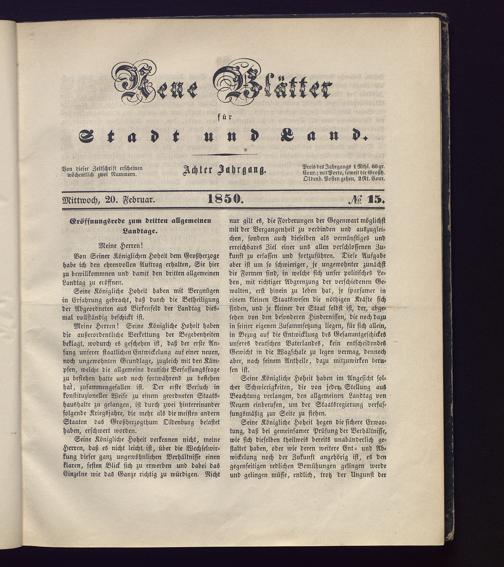 Neue Blätter
für
Stadt und Land.
Achter Jahrgang.
Von dieser Zeitschrift erscheinen
wöchentlich zwei Nummern.
Preis des Jahrgangs 1 Rthl. 60 gr.
Cour.; mit Porto, soweit die Großh.
Oldenb. Posten gehen, 2 Rt. Cour.
Mittwoch, 20. Februar. 1850. № 15.
Eröffnungsrede zum dritten allgemeinen
Landtage.
Meine Herren!
Von Seiner Königlichen Hoheit dem Großherzoge
habe ich den ehrenvollen Auftrag erhalten, Sie hier
zu bewillkommnen und damit den dritten allgemeinen
Landtag zu eröffnen.
Seine Königliche Hoheit haben mit Vergnügen
in Erfahrung gebracht, daß durch die Betheiligung
der Abgeordneten aus Birkenfeld der Landtag dies-
mal vollständig beschickt ist.
Meine Herren! Seine Königliche Hoheit haben
die außerordentliche Verkettung der Begebenheiten
beklagt, wodurch es geschehen ist, daß der erste An-
fang unserer staatlichen Entwickelung auf einer neuen,
noch ungewohnten Grundlage, zugleich mit den Käm-
pfen, welche die allgemeine deutsche Verfassungsfrage
zu bestehen hatte und noch fortwährend zu bestehen
hat, zusammengefallen ist. Der erste Versuch in
konstitutioneller Weise zu einem geordneten Staats-
haushalte zu gelangen, ist durch zwei hintereinander
folgende Kriegsjahre, die mehr als die meisten andern
Staaten das Großherzogthum Oldenburg belastet
haben, erschwert worden.
Seine Königliche Hoheit verkennen nicht, meine
Herren, daß es nicht leicht ist, über die Wechselwir-
kung dieser ganz ungewöhnlichen Verhältnisse einen
klaren, festen Blick sich zu erwerben und dabei das
Einzelne wie das Ganze richtig zu würdigen. Nicht
nur gilt es, die Forderungen der Gegenwart möglichst
mit der Vergangenheit zu verbinden und auszuglei-
chen, sondern auch dieselben als vernünftiges und
erreichbares Ziel einer uns allen verschlossenen Zu-
kunft zu erfassen und fortzuführen. Diese Aufgabe
aber ist um so schwieriger, je ungewohnter zunächst
die Formen sind, in welche sich unser politisches Le-
ben, mit richtiger Abgrenzung der verschiedenen Ge-
walten, erst hinein zu leben hat, je sparsamer in
einem kleinen Staatswesen die nöthigen Kräfte sich
finden, und je kleiner der Staat selbst ist, der, abge-
sehen von den besonderen Hindernissen, die noch dazu
in seiner eigenen Zusammensetzung liegen, für sich allein,
in Bezug auf die Entwicklung des Gesamtgeschickes
unseres deutschen Vaterlandes, kein entscheidendes
Gewicht in die Wagschale zu legen vermag, dennoch
aber, nach seinem Antheile, dazu mitzuwirken beru-
fen ist.
Seine Königliche Hoheit haben im Angesicht sol-
cher Schwierigkeiten, die von jedem Stellung aus
Beachtung verlangen, den allgemeinen Landtag von
Neuem einberufen, um der Staatsregierung verfas-
sungsmäßig zur Seite zu stehen.
Seine Königliche Hoheit hegen die sichere Erwar-
tung, daß bei gemeinsamer Prüfung der Verhältnisse,
wie sich dieselben theilweis bereits unabänderlich ge-
staltet haben, oder wie deren weitere Ent- und Ab-
wickelung noch der Zukunft angehörig ist, es den
gegenseitigen redlichen Bemühungen gelingen werde
und gelingen müsse, endlich, trotz der Ungunst der